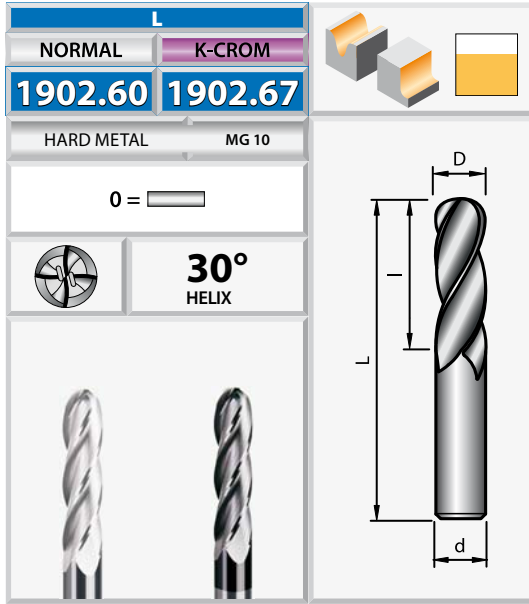 L
NORMAL K-CROM
1902.60 1902.67
HARD METAL MG 10
0 =
30°
HELIX
D
l
L
d